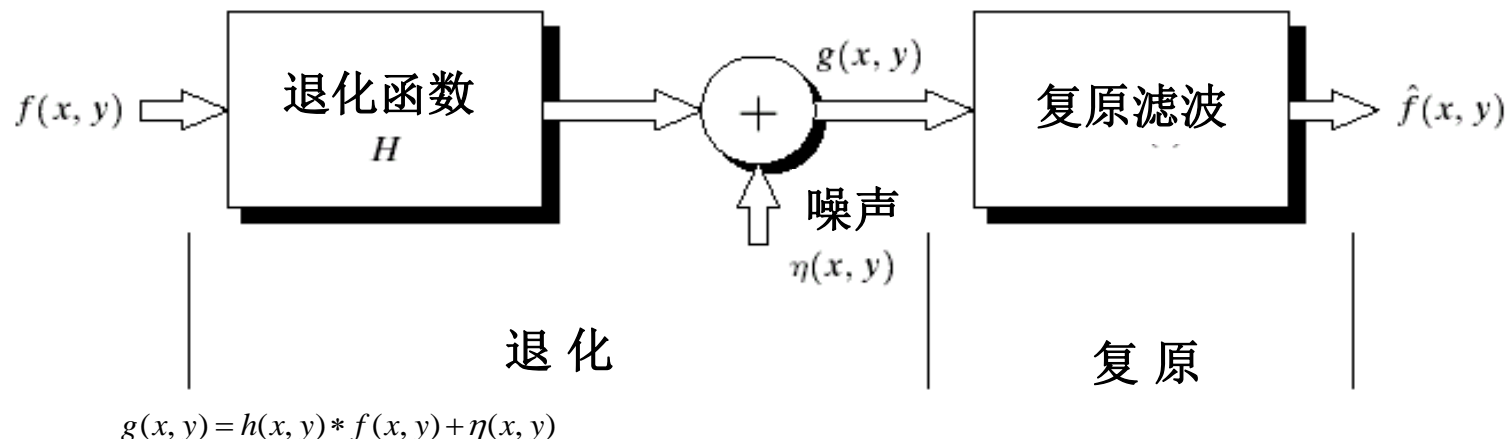 f(x, y)
退化函数
H
+
g(x, y)
噪声
η(x, y)
复原滤波
f̂(x, y)
退 化
复 原
g(x, y) = h(x, y) * f(x, y) + η(x, y)